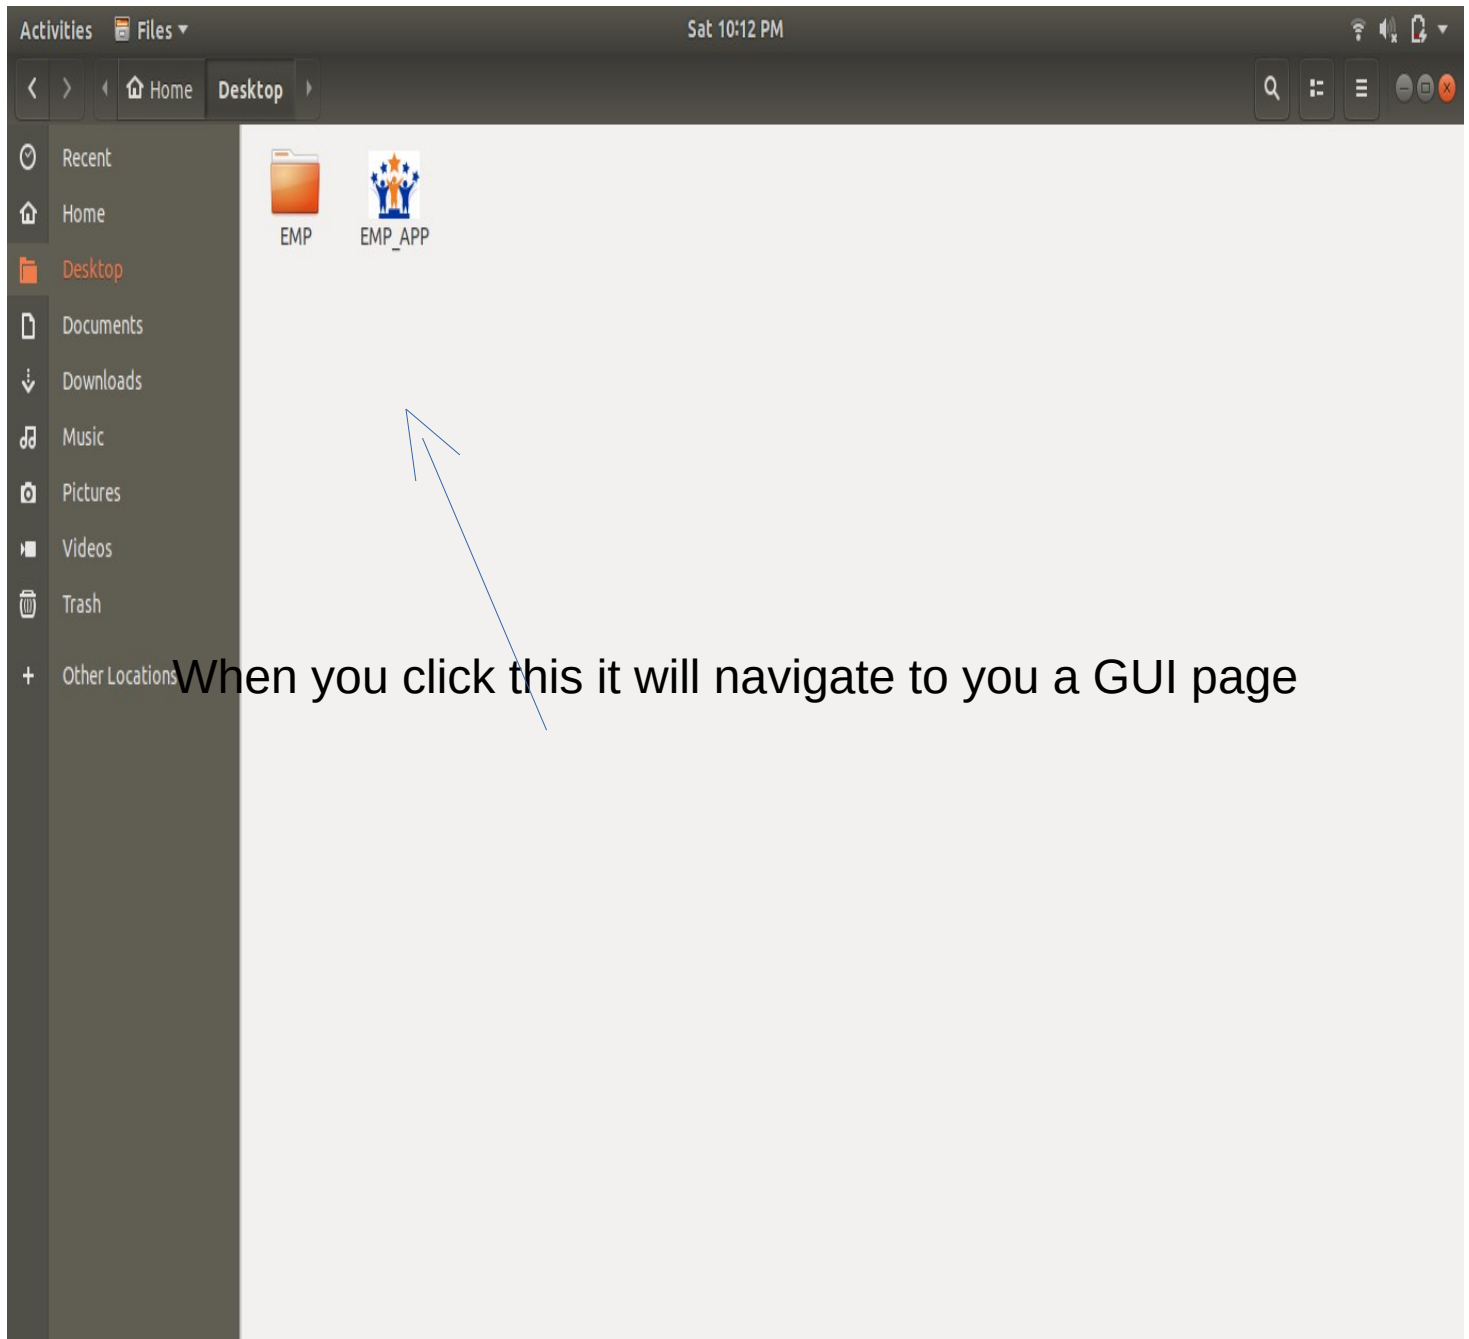 Activities Files Sat 10:12 PM
Home Desktop
Recent
Home
Desktop
Documents
Downloads
Music
Pictures
Videos
Trash
Other Locations
EMP EMP_APP
When you click this it will navigate to you a GUI page